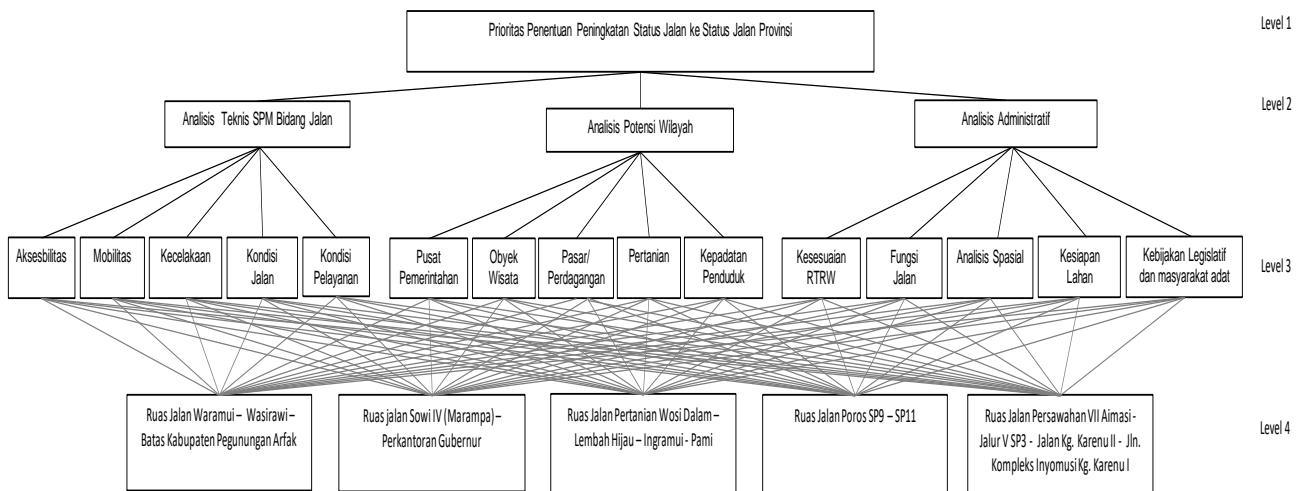 Prioritas Penentuan Peningkatan Status Jalan ke Status Jalan Provinsi
Level 1
Analisis Teknis SPM Bidang Jalan
Analisis Potensi Wilayah
Analisis Administratif
Level 2
Aksesbilitas
Mobilitas
Kecelakaan
Kondisi
Jalan
Kondisi
Pelayanan
Pusat
Pemerintahan
Obyek
Wisata
Pasar/
Perdagangan
Pertanian
Kepadatan
Penduduk
Kesesuaian
RTRW
Fungsi
Jalan
Analisis Spasial
Kesiapan
Lahan
Kebijakan Legislatif
dan masyarakat adat
Level 3
Ruas Jalan Waramui – Wasirawi –
Batas Kabupaten Pegunungan Arfak
Ruas jalan Sowi IV (Marampa) –
Perkantoran Gubernur
Ruas Jalan Pertanian Wosi Dalam –
Lembah Hijau – Ingramui - Pami
Ruas Jalan Poros SP9 – SP11
Ruas Jalan Persawahan VII Aimasi -
Jalur V SP3 - Jalan Kg. Karenu II - Jln.
Kompleks Inyomusi Kg. Karenu I
Level 4